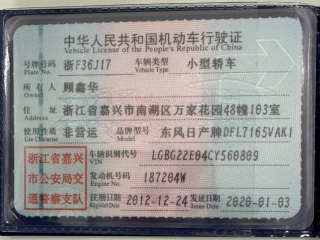 中华人民共和国机动车行驶证
Vehicle License of the People's Republic of China
号牌号码 浙F36J17 车辆类型 小型轿车
Plate No. Vehicle Type
所有人 顾鑫华
Owner
住址 浙江省嘉兴市南湖区万家花园48幢103室
Address
使用性质 非营运 品牌型号 东风日产牌DFL7165VAK1
Use Character Model
浙江省嘉兴市公安局交通警察支队
车辆识别代号 LGBG22E04CY560809
VIN
发动机号码 187204W
Engine No.
注册日期 2012-12-24 发证日期 2020-01-03
Register Date Issue Date